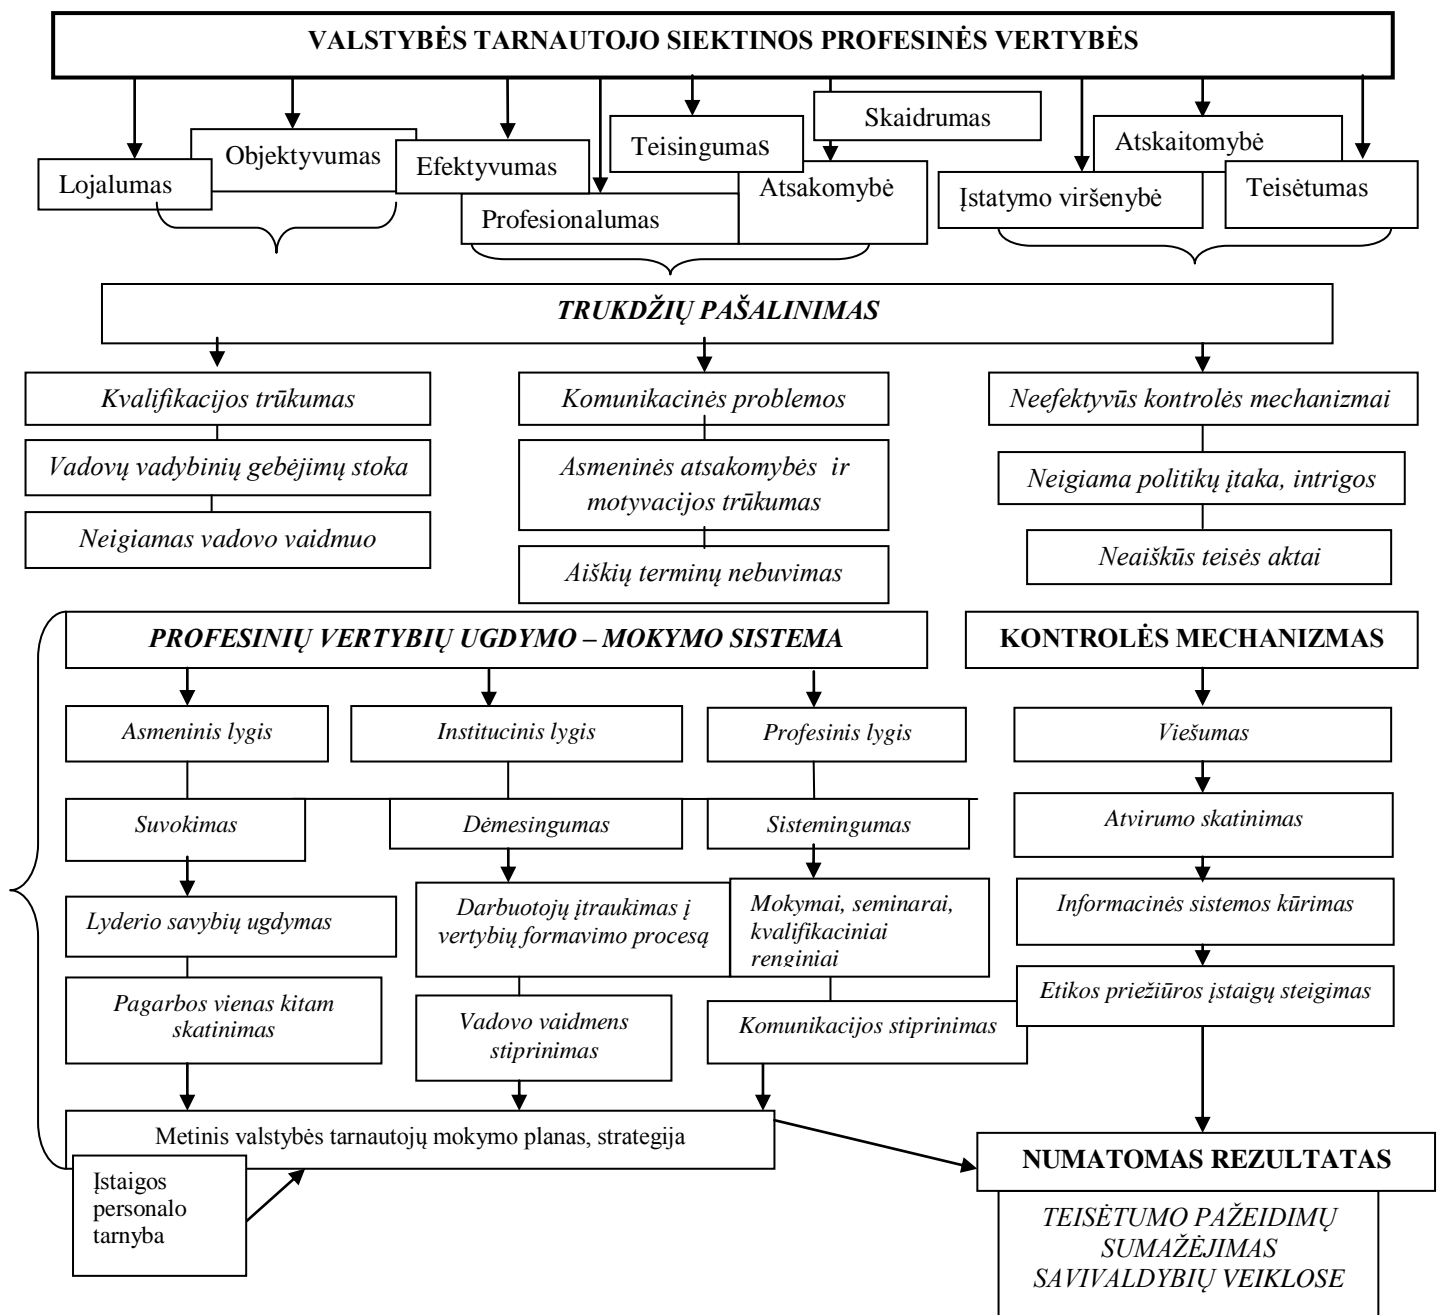 VALSTYBĖS TARNAUTOJO SIEKTINOS PROFESINĖS VERTYBĖS
Lojalumas
Objektyvumas
Efektyvumas
Profesionalumas
Teisingumas
Skaidrumas
Atsakomybė
Įstatymo viršenybė
Atskaitomybė
Teisėtumas
TRUKDŽIŲ PAŠALINIMAS
Kvalifikacijos trūkumas
Vadovų vadybinių gebėjimų stoka
Neigiamas vadovo vaidmuo
Komunikacinės problemos
Asmeninės atsakomybės ir
motyvacijos trūkumas
Aiškių terminų nebuvimas
Neefektyvūs kontrolės mechanizmai
Neigiama politikų įtaka, intrigos
Neaiškūs teisės aktai
PROFESINIŲ VERTYBIŲ UGDYMO – MOKYMO SISTEMA
Asmeninis lygis
Suvokimas
Lyderio savybių ugdymas
Pagarbos vienas kitam
skatinimas
Institucinis lygis
Dėmesingumas
Darbuotojų įtraukimas į
vertybių formavimo procesą
Vadovo vaidmens
stiprinimas
Profesinis lygis
Sistemingumas
Mokymai, seminarai,
kvalifikaciniai
renginiai
Komunikacijos stiprinimas
Metinis valstybės tarnautojų mokymo planas, strategija
Įstaigos
personalo
tarnyba
KONTROLĖS MECHANIZMAS
Viešumas
Atvirumo skatinimas
Informacinės sistemos kūrimas
Etikos priežiūros įstaigų steigimas
NUMATOMAS REZULTATAS
TEISĖTUMO PAŽEIDIMŲ
SUMAŽĖJIMAS
SAVIVALDYBIŲ VEIKLOSE